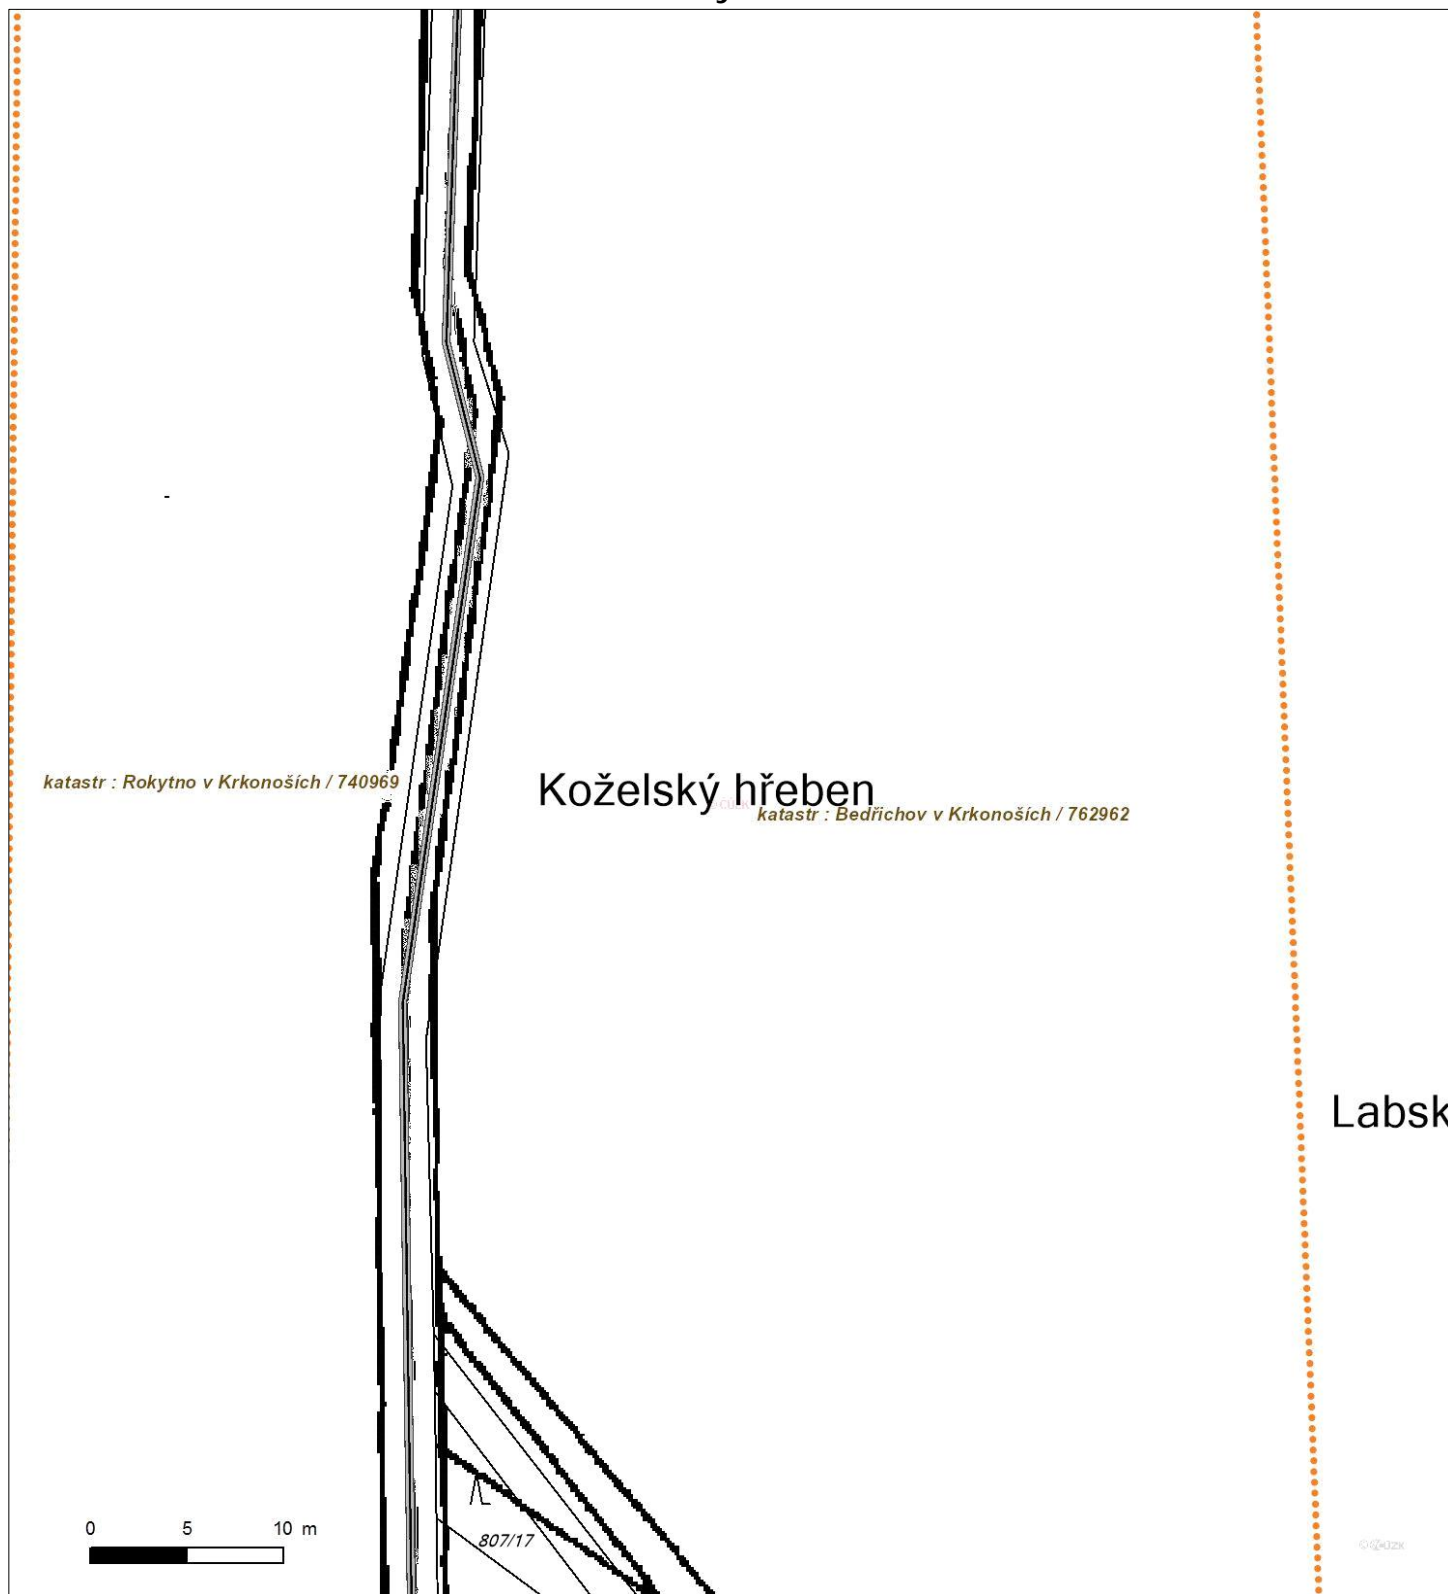 katastr : Rokytno v Krkonoších / 740969
Koželský hřeben
katastr : Bedřichov v Krkonoších / 762962
Labsk
807/17
0 5 10 m